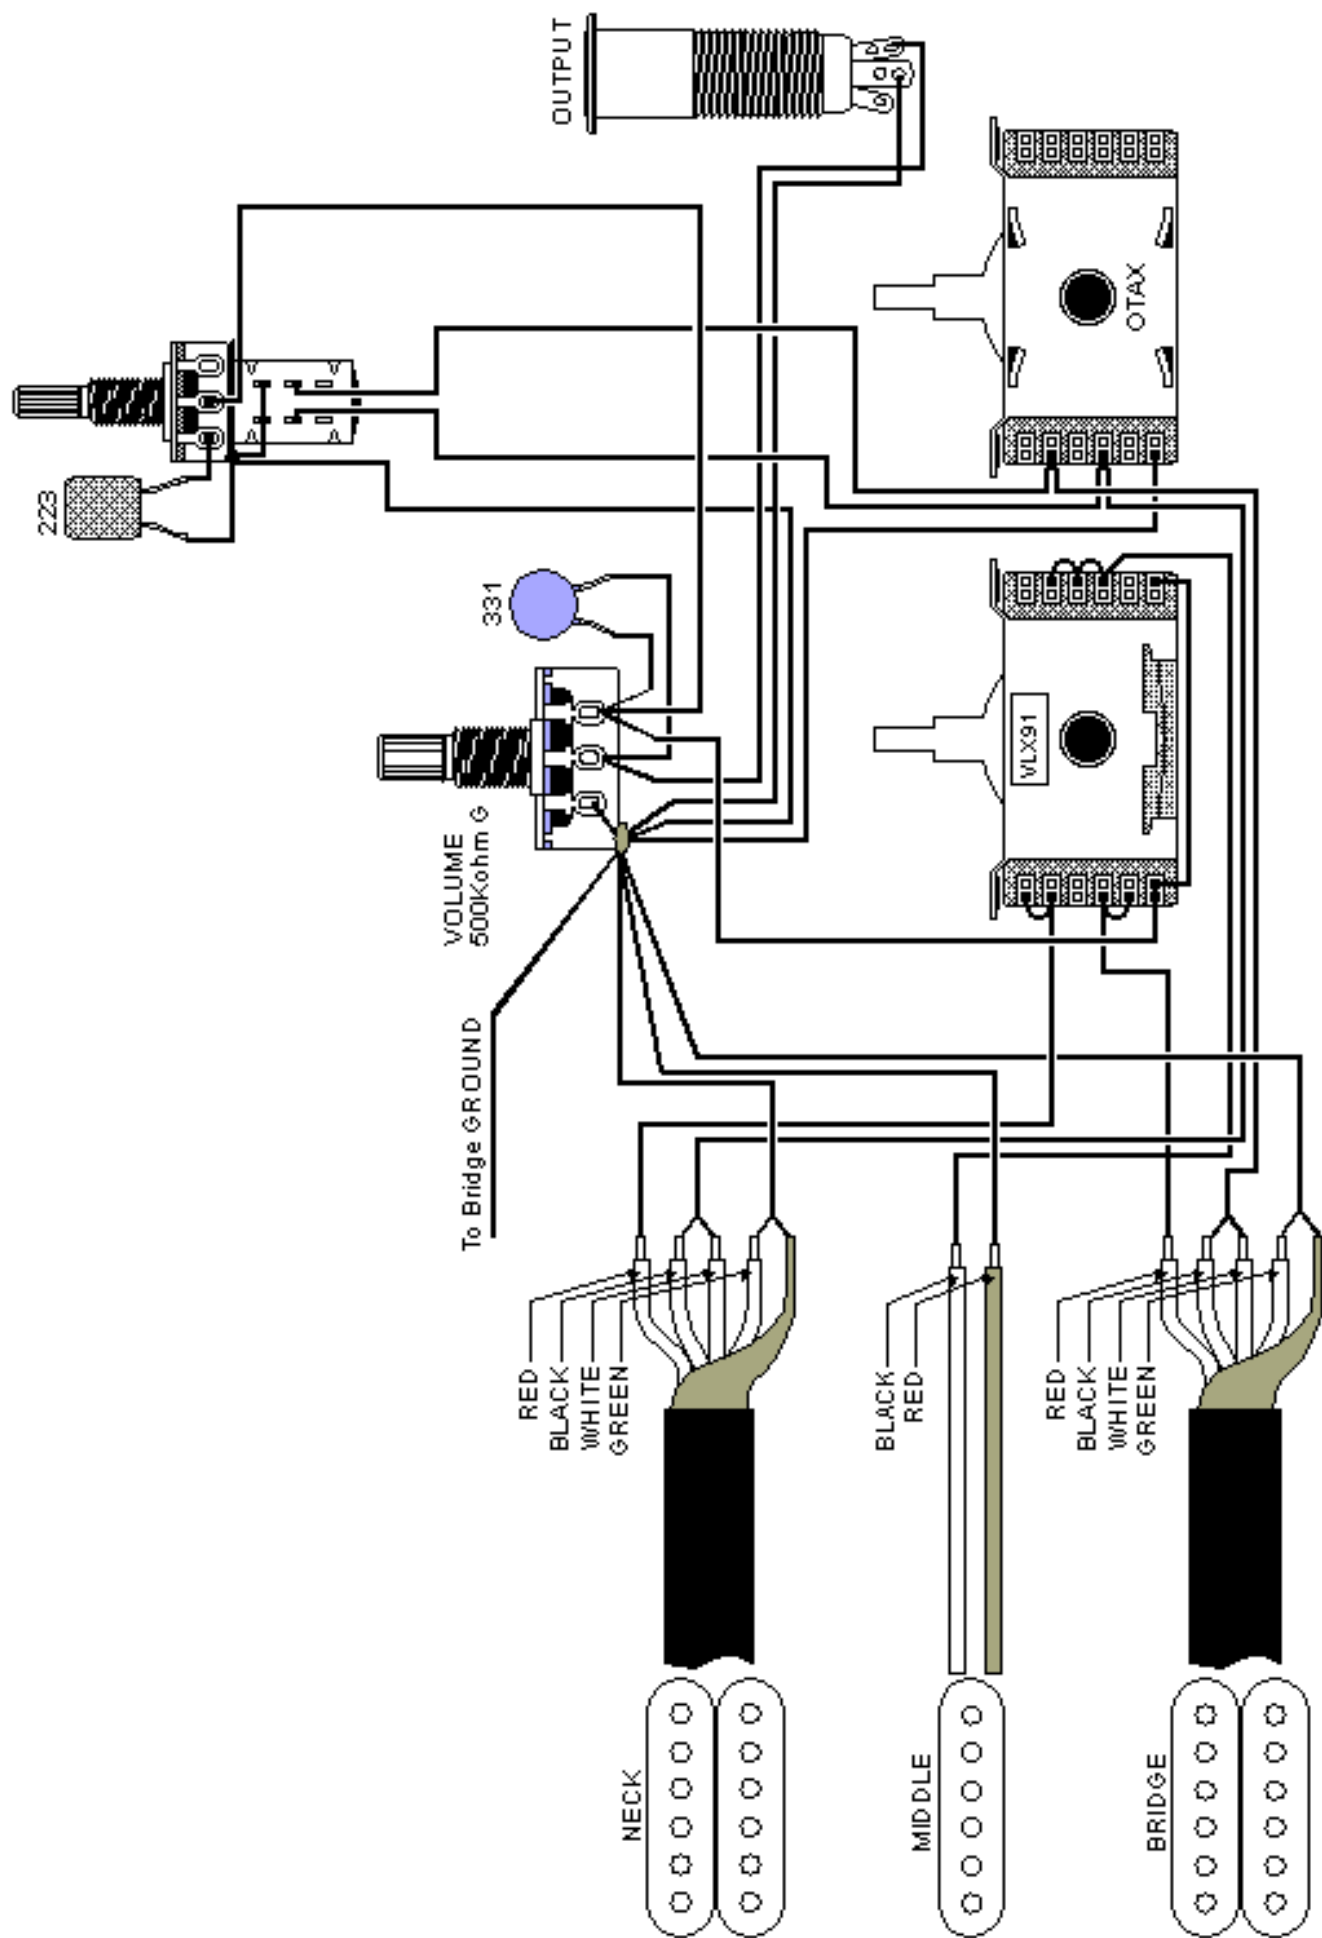 NECK
RED
BLACK
WHITE
GREEN
To Bridge GROUND
VOLUME
500Kohm G
331
223
OUTPUT
MIDDLE
BLACK
RED
VLX91
OTAX
BRIDGE
RED
BLACK
WHITE
GREEN